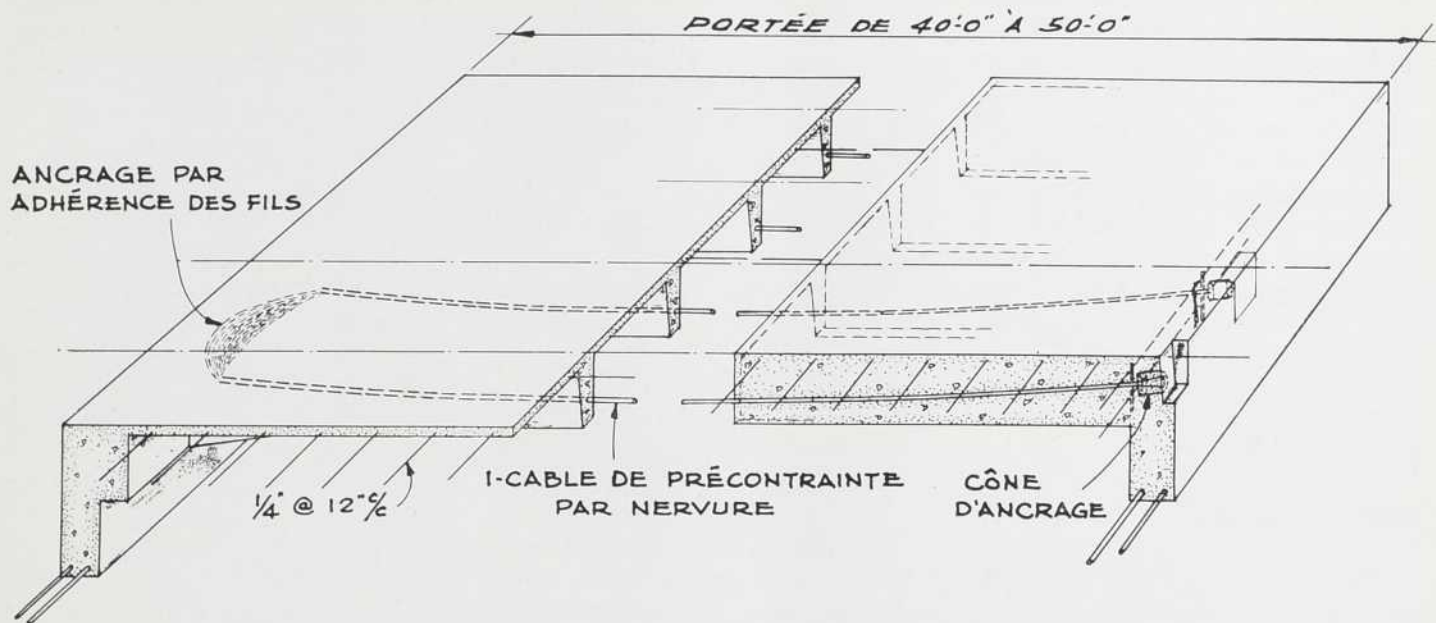 PORTÉE DE 40'-0" À 50'-0"
ANCRAGE PAR
ADHÉRENCE DES FILS
1/4" @ 12" c/c
1-CABLE DE PRÉCONTRAINTE
PAR NERVURE
CÔNE
D'ANCRAGE